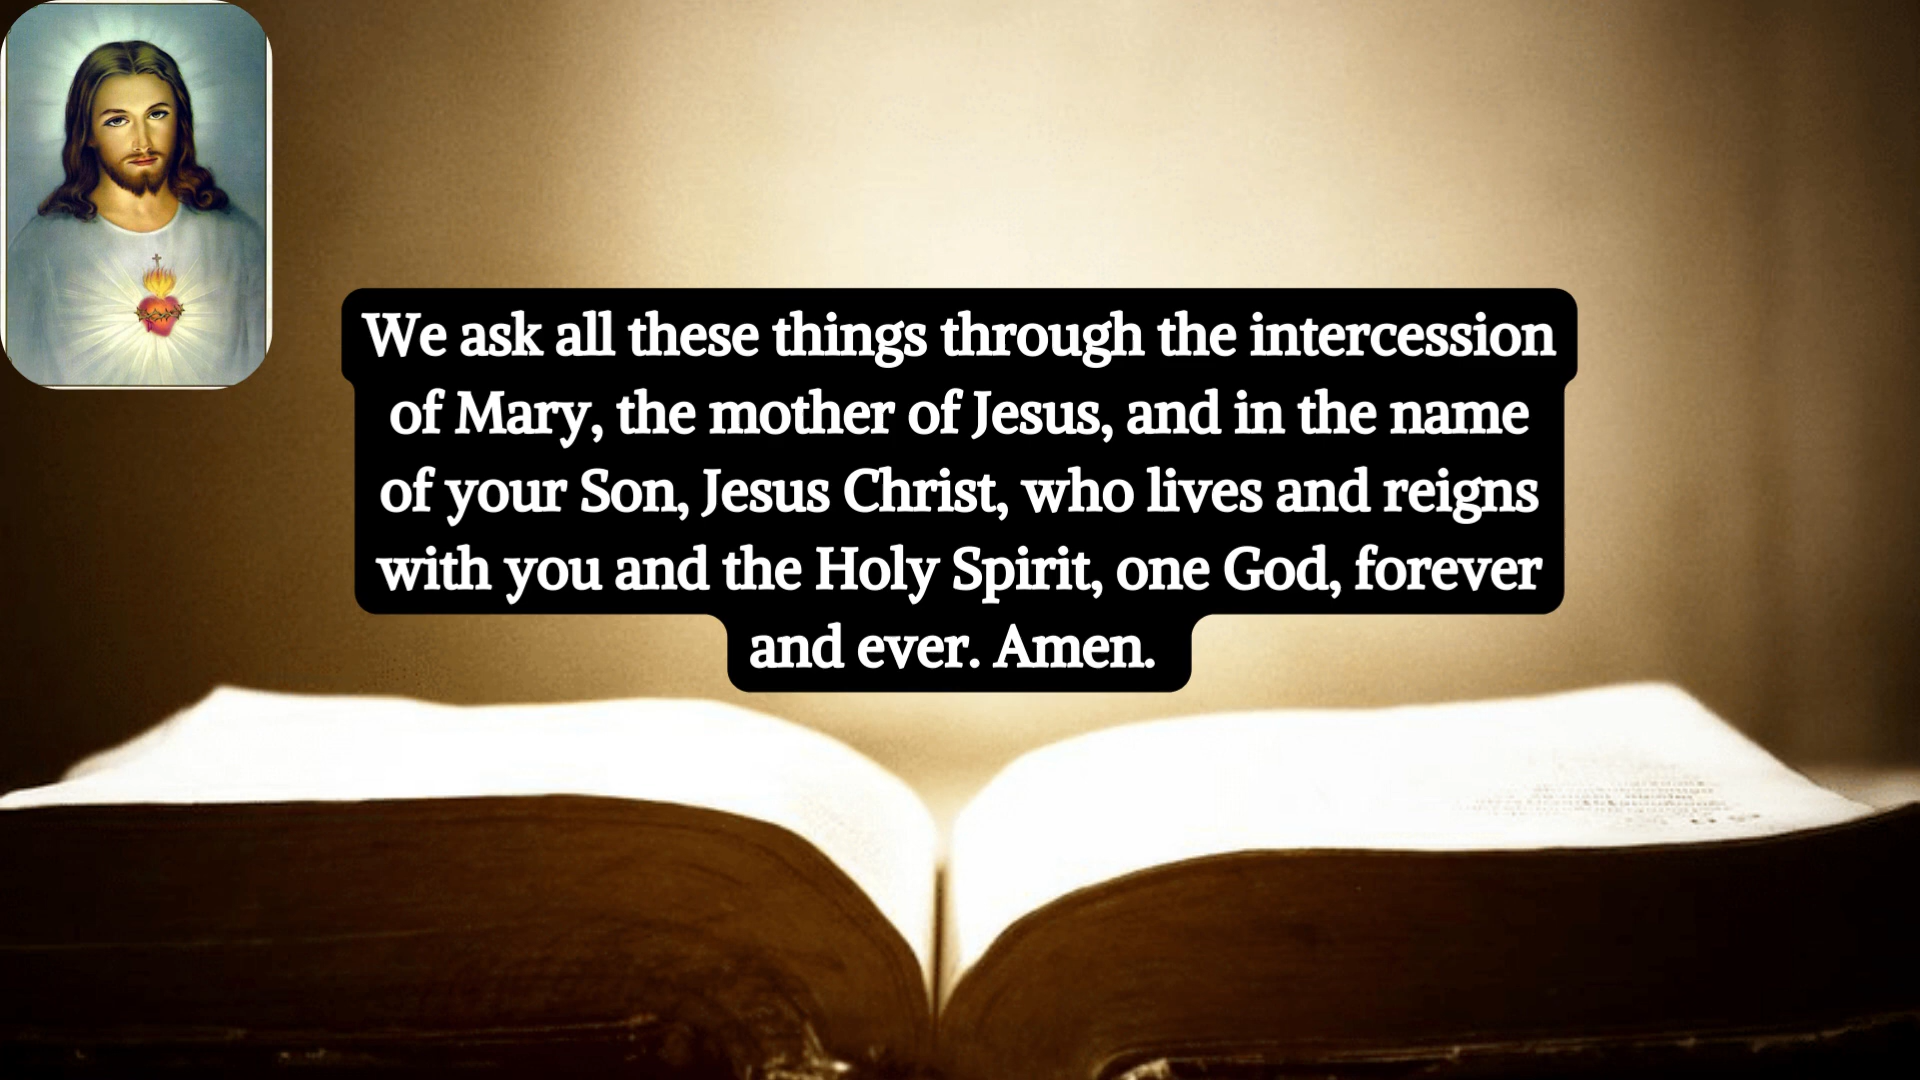 We ask all these things through the intercession
of Mary, the mother of Jesus, and in the name
of your Son, Jesus Christ, who lives and reigns
with you and the Holy Spirit, one God, forever
and ever. Amen.